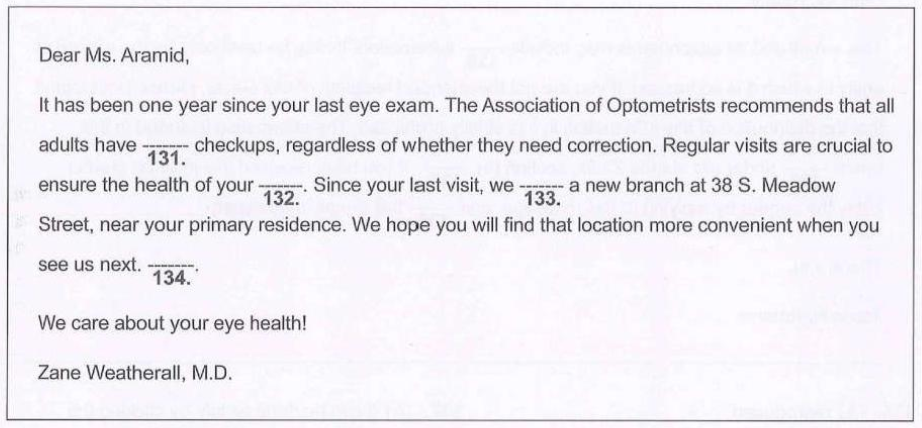 Dear Ms. Aramid,
It has been one year since your last eye exam. The Association of Optometrists recommends that all
adults have ------- checkups, regardless of whether they need correction. Regular visits are crucial to
131.
ensure the health of your -------. Since your last visit, we ------- a new branch at 38 S. Meadow
132. 133.
Street, near your primary residence. We hope you will find that location more convenient when you
see us next. -------.
134.
We care about your eye health!
Zane Weatherall, M.D.